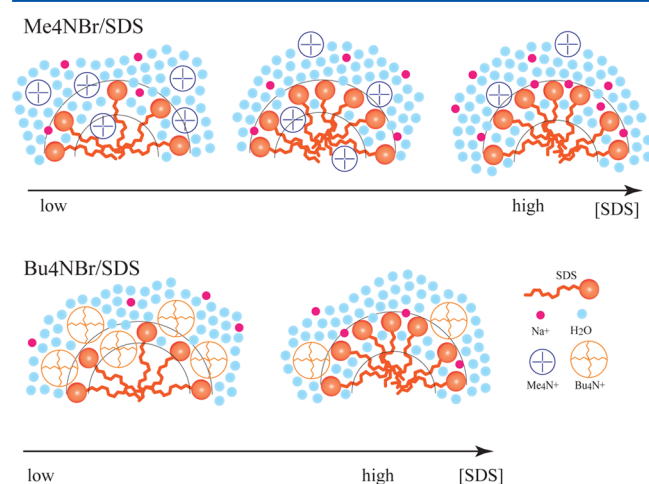 Me4NBr/SDS
low high [SDS]
Bu4NBr/SDS
SDS
Na+ H2O
Me4N+ Bu4N+
low high [SDS]